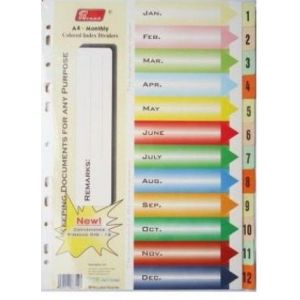 A4 - Monthly
Colored Index Dividers
KEEPING DOCUMENTS FOR ANY PURPOSE
REMARKS:
New!
JAN. 1
FEB. 2
MAR. 3
APR. 4
MAY 5
JUNE 6
JULY 7
AUG. 8
SEP. 9
OCT. 10
NOV. 11
DEC. 12